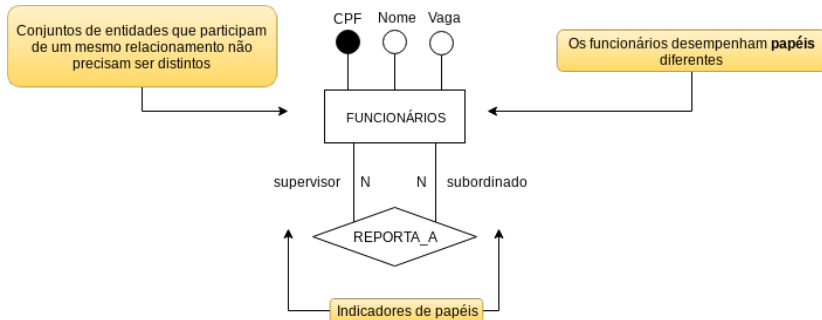 CPF Nome Vaga
Conjuntos de entidades que participam
de um mesmo relacionamento não
precisam ser distintos
Os funcionários desempenham papéis
diferentes
FUNCIONÁRIOS
supervisor N N subordinado
REPORTA_A
Indicadores de papéis